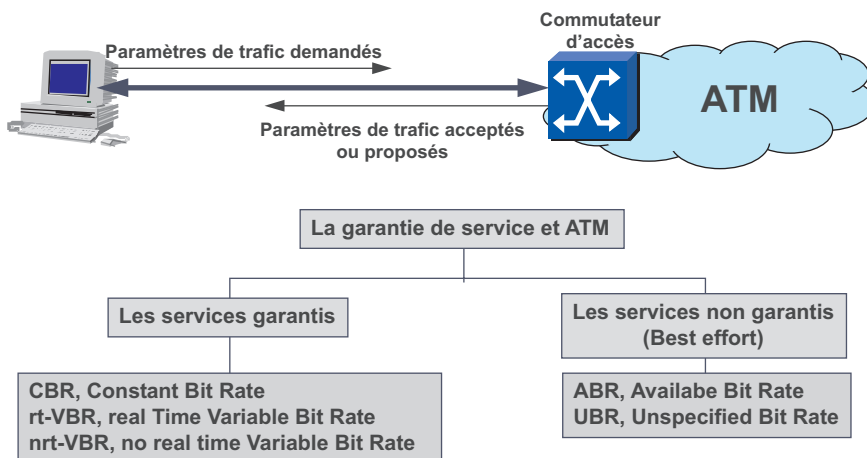 Commutateur
d’accès
Paramètres de trafic demandés
ATM
Paramètres de trafic acceptés
ou proposés
La garantie de service et ATM
Les services garantis
Les services non garantis
(Best effort)
CBR, Constant Bit Rate
rt-VBR, real Time Variable Bit Rate
nrt-VBR, no real time Variable Bit Rate
ABR, Availabe Bit Rate
UBR, Unspecified Bit Rate